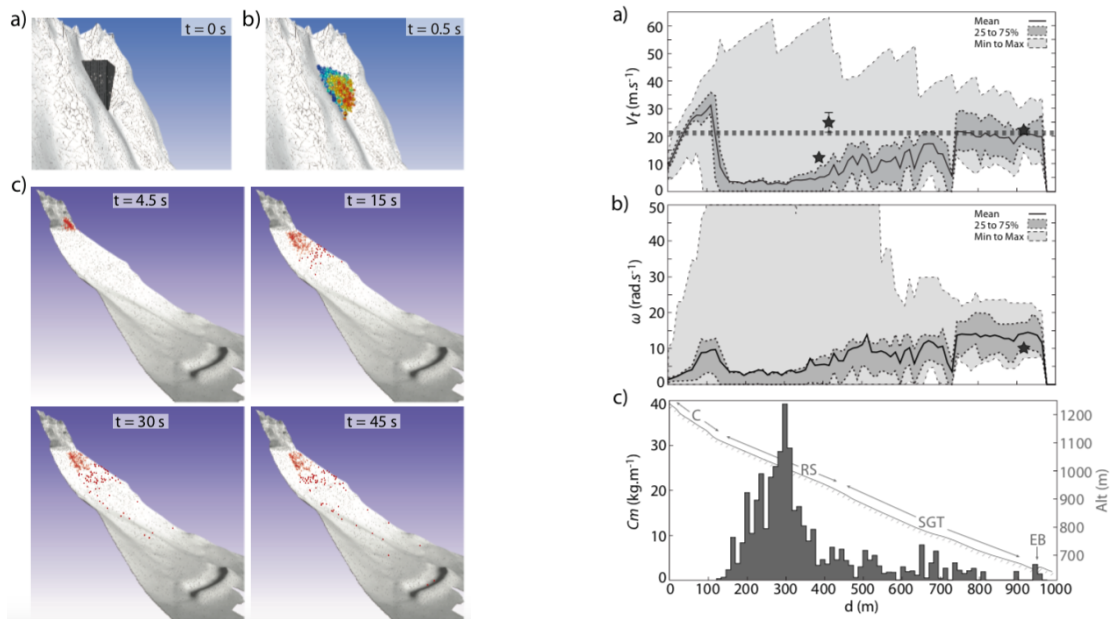 a)
t = 0 s
b)
t = 0.5 s
c)
t = 4.5 s
t = 15 s
t = 30 s
t = 45 s
a)
60
50
40
30
20
10
0
Vt (m.s-1)
Mean
25 to 75%
Min to Max
b)
50
40
30
20
10
0
ω (rad.s-1)
Mean
25 to 75%
Min to Max
c)
40
30
20
10
0
Cm (kg.m-1)
C
RS
SGT
EB
1200
1100
1000
900
800
700
Alt (m)
0 100 200 300 400 500 600 700 800 900 1000
d (m)